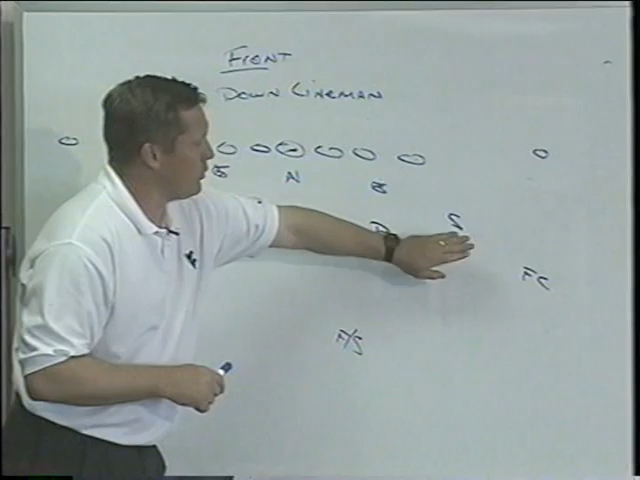 Front
Down Lineman
B N B
S
FC
F/S